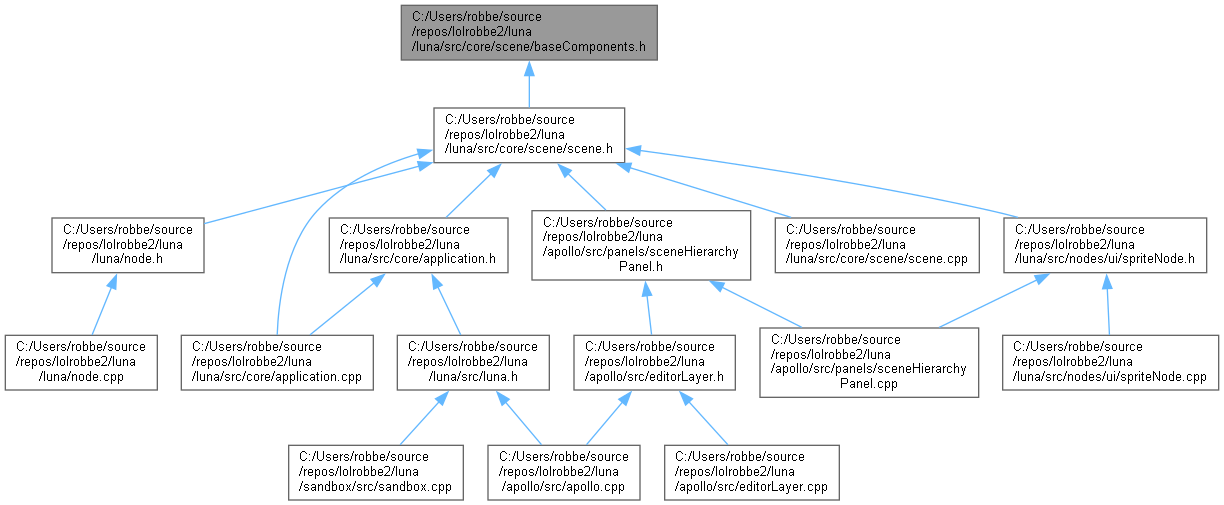 C:/Users/robbe/source
/repos/lolrobbe2/luna
/luna/src/core/scene/baseComponents.h
C:/Users/robbe/source
/repos/lolrobbe2/luna
/luna/src/core/scene/scene.h
C:/Users/robbe/source
/repos/lolrobbe2/luna
/luna/node.h
C:/Users/robbe/source
/repos/lolrobbe2/luna
/luna/src/core/application.h
C:/Users/robbe/source
/repos/lolrobbe2/luna
/apollo/src/panels/sceneHierarchy
Panel.h
C:/Users/robbe/source
/repos/lolrobbe2/luna
/luna/src/core/scene/scene.cpp
C:/Users/robbe/source
/repos/lolrobbe2/luna
/luna/src/nodes/ui/spriteNode.h
C:/Users/robbe/source
/repos/lolrobbe2/luna
/luna/node.cpp
C:/Users/robbe/source
/repos/lolrobbe2/luna
/luna/src/core/application.cpp
C:/Users/robbe/source
/repos/lolrobbe2/luna
/luna/src/luna.h
C:/Users/robbe/source
/repos/lolrobbe2/luna
/apollo/src/editorLayer.h
C:/Users/robbe/source
/repos/lolrobbe2/luna
/apollo/src/panels/sceneHierarchy
Panel.cpp
C:/Users/robbe/source
/repos/lolrobbe2/luna
/luna/src/nodes/ui/spriteNode.cpp
C:/Users/robbe/source
/repos/lolrobbe2/luna
/sandbox/src/sandbox.cpp
C:/Users/robbe/source
/repos/lolrobbe2/luna
/apollo/src/apollo.cpp
C:/Users/robbe/source
/repos/lolrobbe2/luna
/apollo/src/editorLayer.cpp